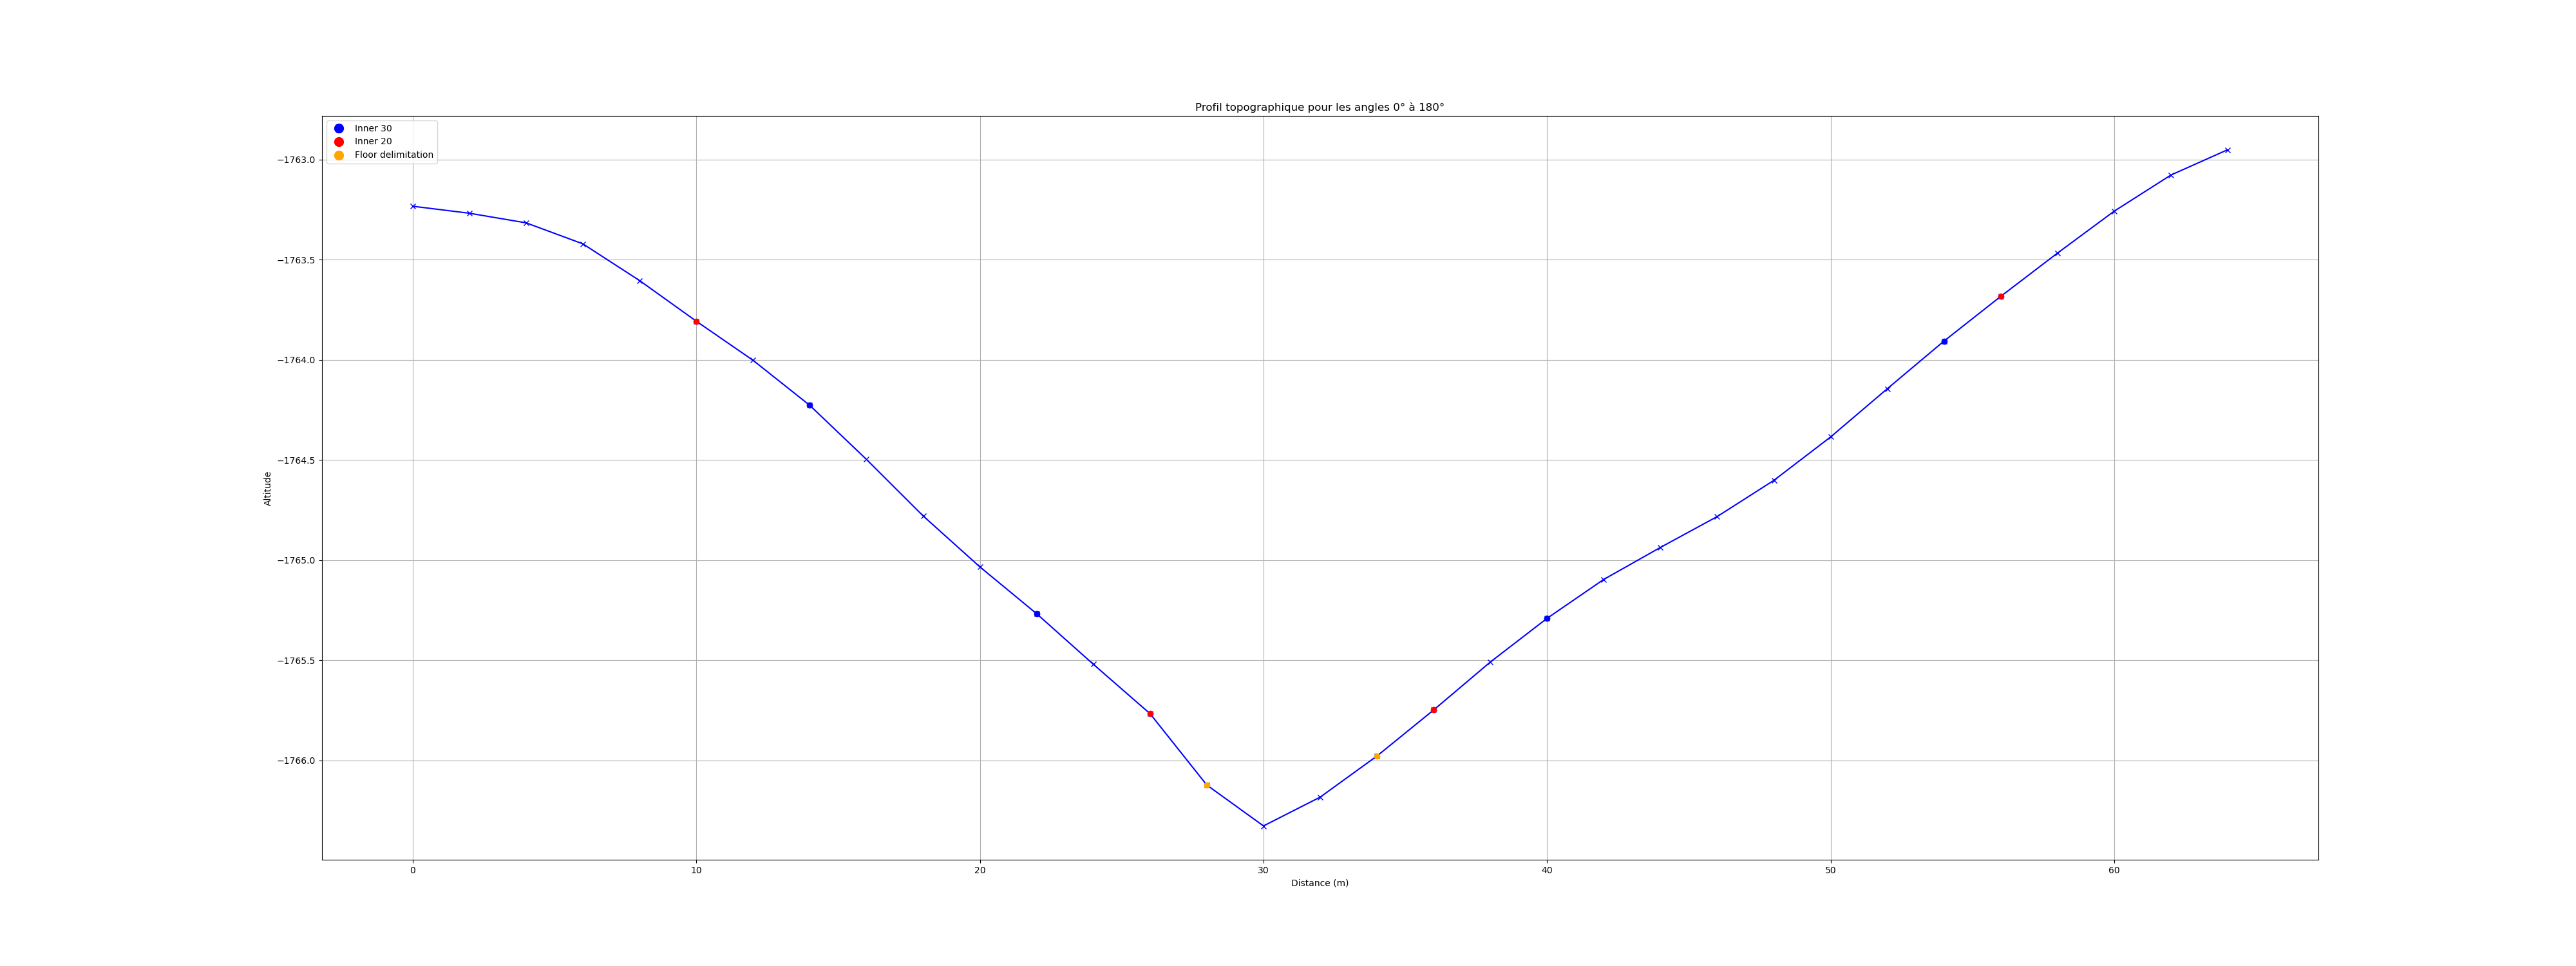 Profil topographique pour les angles 0° à 180°
Inner 30
Inner 20
Floor delimitation
−1763.0
−1763.5
−1764.0
−1764.5
−1765.0
−1765.5
−1766.0
Altitude
0 10 20 30 40 50 60
Distance (m)